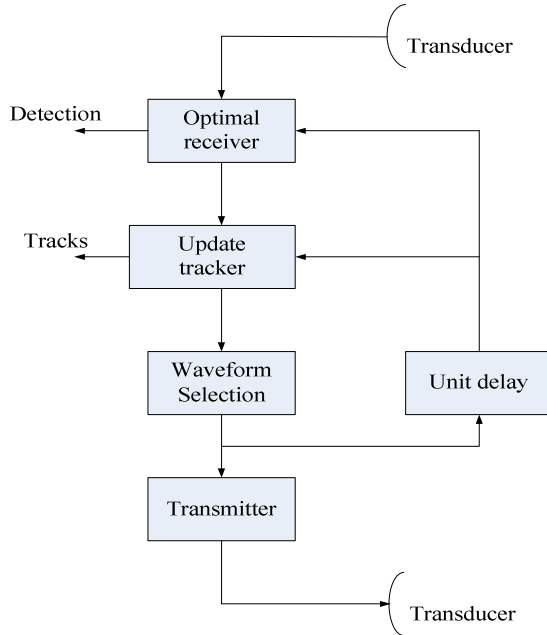 Transducer
Detection
Optimal
receiver
Tracks
Update
tracker
Waveform
Selection
Unit delay
Transmitter
Transducer